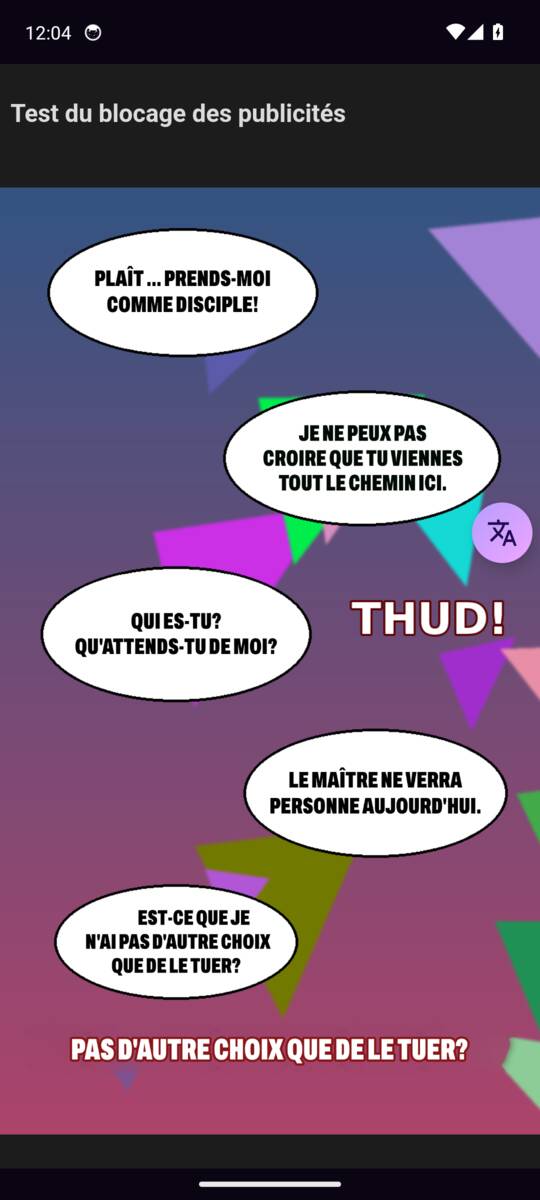 12:04
Test du blocage des publicités
PLAÎT ... PRENDS-MOI
COMME DISCIPLE!
JE NE PEUX PAS
CROIRE QUE TU VIENNES
TOUT LE CHEMIN ICI.
QUI ES-TU?
QU'ATTENDS-TU DE MOI?
THUD!
LE MAÎTRE NE VERRA
PERSONNE AUJOURD'HUI.
EST-CE QUE JE
N'AI PAS D'AUTRE CHOIX
QUE DE LE TUER?
PAS D'AUTRE CHOIX QUE DE LE TUER?